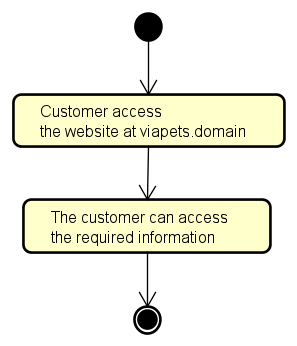 Customer access
the website at viapets.domain
The customer can access
the required information